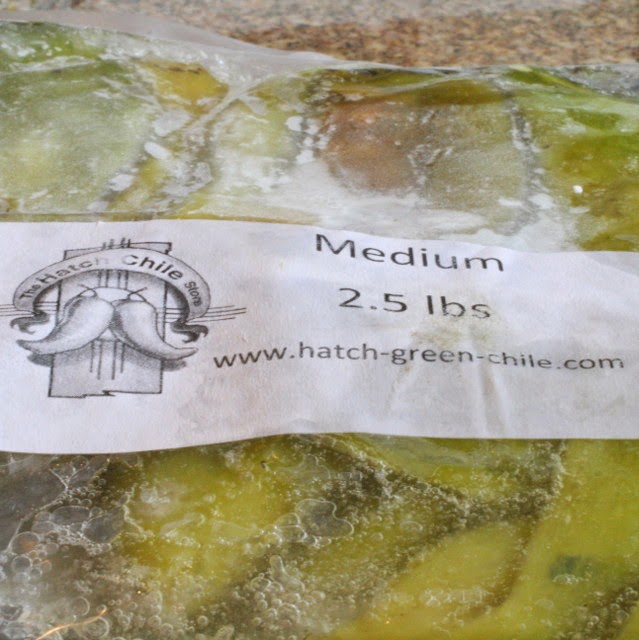 The Hatch Chile Store
Medium
2.5 lbs
www.hatch-green-chile.com